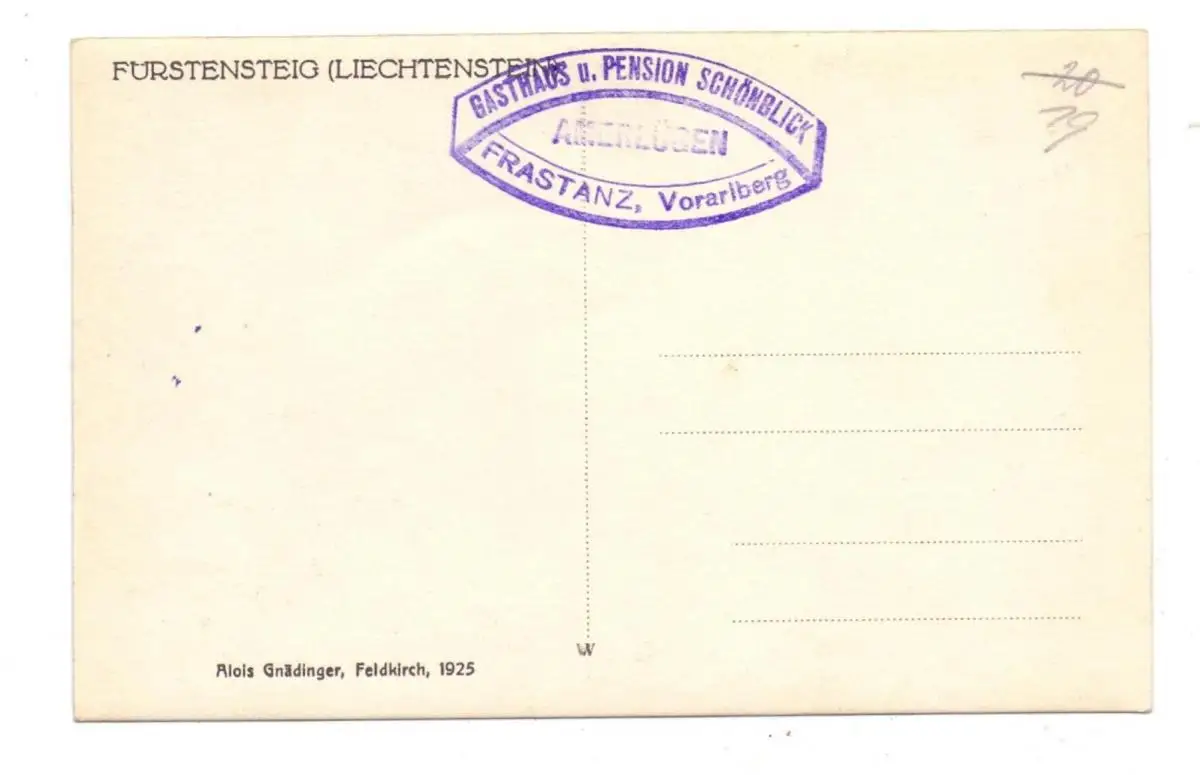 FÜRSTENSTEIG (LIECHTENSTEIN)
GASTHAUS u. PENSION SCHÖNBLICK
AMERLÜGEN
FRASTANZ, Vorarlberg
20
19
W
Alois Gnädinger, Feldkirch, 1925